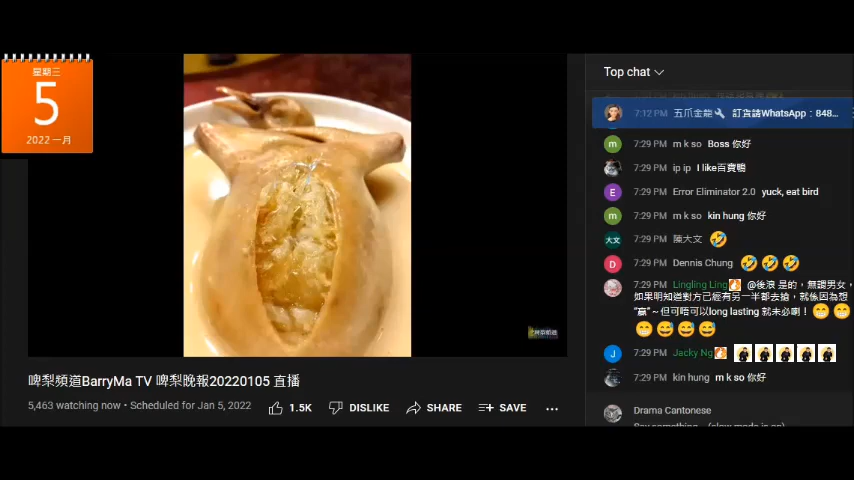 星期三
5
2022 一月
啤梨頻道BarryMa TV 啤梨晚報20220105 直播
5,463 watching now • Scheduled for Jan 5, 2022
1.5K
DISLIKE
SHARE
SAVE
Top chat
7:12 PM 五爪金龍 訂貨請WhatsApp：848...
7:29 PM m k so Boss 你好
7:29 PM ip ip I like百寶鴨
7:29 PM Error Eliminator 2.0 yuck, eat bird
7:29 PM m k so kin hung 你好
7:29 PM 陳大文 🤣
7:29 PM Dennis Chung 🤣🤣🤣
7:29 PM Lingling Ling @後浪 是的，無謂男女，
如果明知道對方已經有另一半都去搶，就係因為想
“贏”～但可唔可以long lasting 就未必喇！😁😁
😁😅😅
7:29 PM Jacky Ng
7:29 PM kin hung m k so 你好
Drama Cantonese
Say something... (slow mode is on)